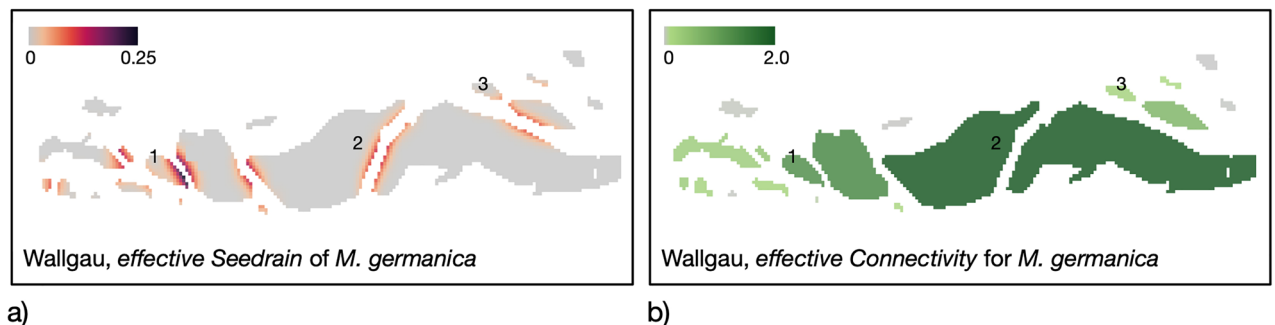 0 0.25
1
2
3
Wallgau, effective Seedrain of M. germanica
a)
0 2.0
1
2
3
Wallgau, effective Connectivity for M. germanica
b)